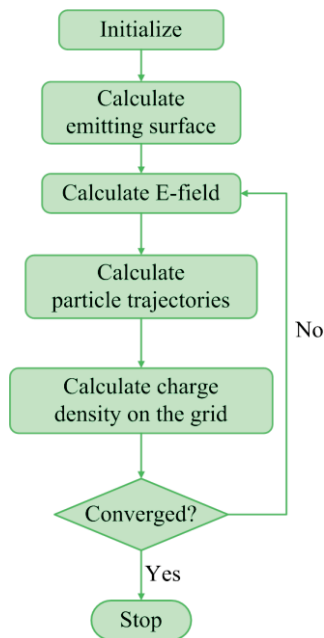 Initialize
Calculate
emitting surface
Calculate E-field
Calculate
particle trajectories
No
Calculate charge
density on the grid
Converged?
Yes
Stop